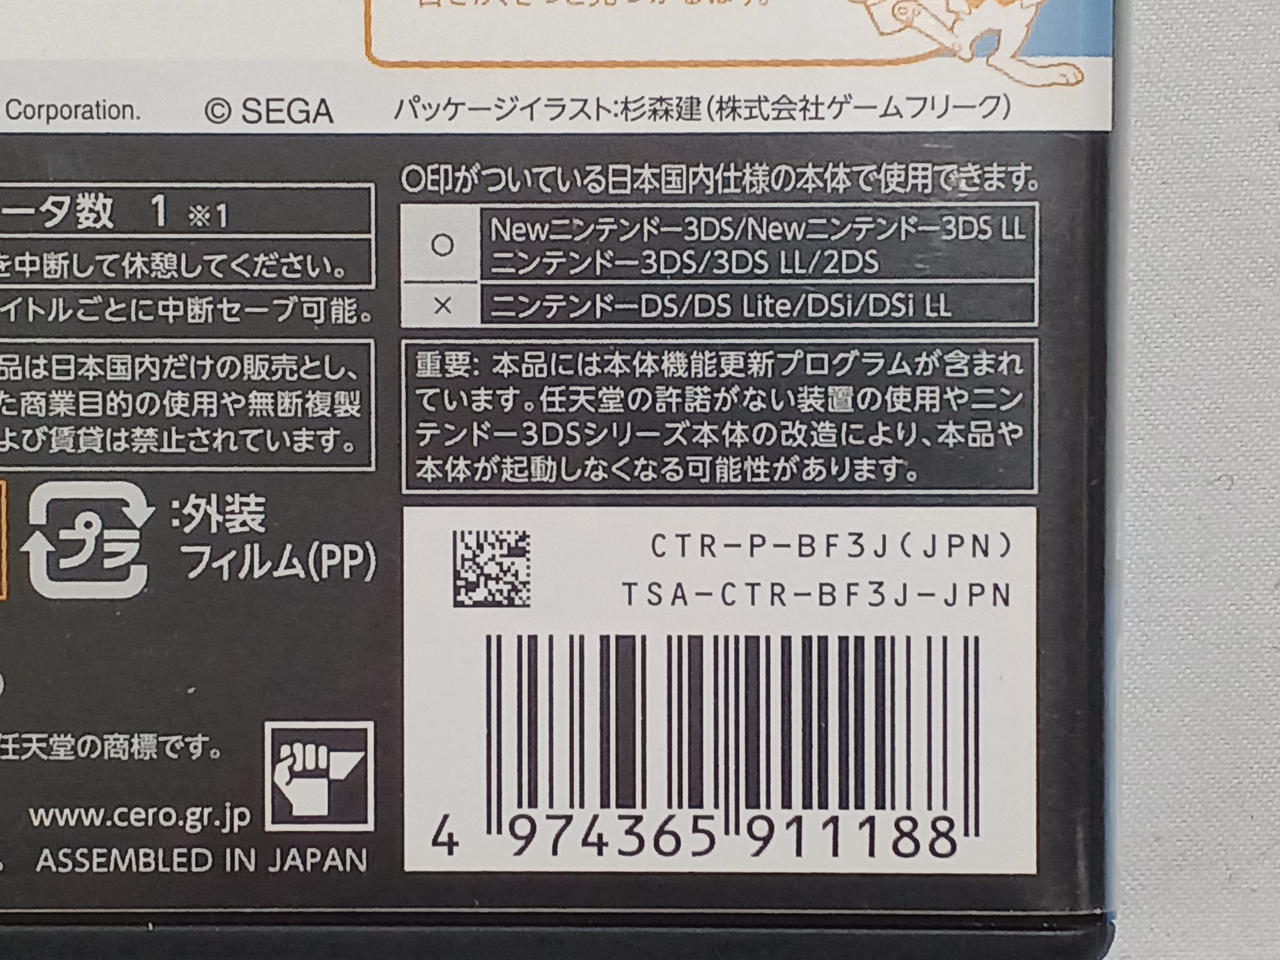 Corporation. © SEGA パッケージイラスト:杉森建(株式会社ゲームフリーク)
ータ数 1 ※1
を中断して休憩してください。
イトルごとに中断セーブ可能。
品は日本国内だけの販売とし、
た商業目的の使用や無断複製
よび賃貸は禁止されています。
プラ
:外装
フィルム(PP)
任天堂の商標です。
www.cero.gr.jp
ASSEMBLED IN JAPAN
○印がついている日本国内仕様の本体で使用できます。
○ Newニンテンドー3DS/Newニンテンドー3DS LL
ニンテンドー3DS/3DS LL/2DS
× ニンテンドーDS/DS Lite/DSi/DSi LL
重要: 本品には本体機能更新プログラムが含まれ
ています。任天堂の許諾がない装置の使用やニン
テンドー3DSシリーズ本体の改造により、本品や
本体が起動しなくなる可能性があります。
CTR-P-BF3J(JPN)
TSA-CTR-BF3J-JPN
4 974365 911188